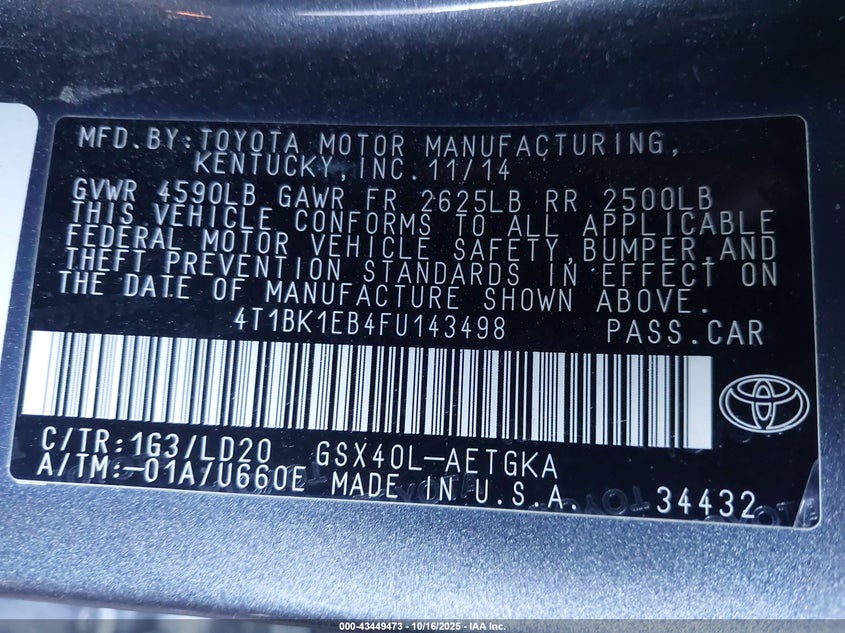 MFD.BY:TOYOTA MOTOR MANUFACTURING,
KENTUCKY,INC.11/14
GVWR 4590LB GAWR FR 2625LB RR 2500LB
THIS VEHICLE CONFORMS TO ALL APPLICABLE
FEDERAL MOTOR VEHICLE SAFETY,BUMPER,AND
THEFT PREVENTION STANDARDS IN EFFECT ON
THE DATE OF MANUFACTURE SHOWN ABOVE.
4T1BK1EB4FU143498 PASS.CAR
C/TR:1G3/LD20 GSX40L-AETGKA
A/TM:-01A/U660E MADE IN U.S.A. 34432
000-43449473 - 10/16/2025 - IAA Inc.